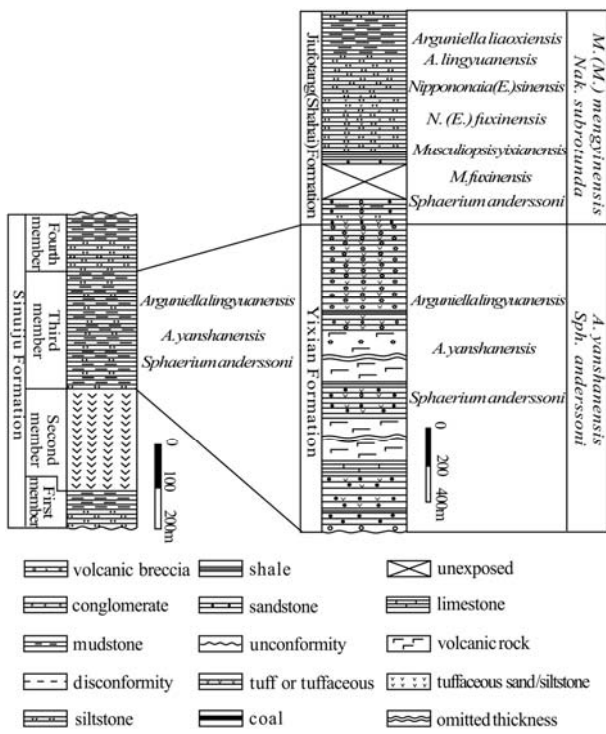 Sinuiju Formation
Fourth member
Third member
Second member
First member
Arguniella lingyuanensis
A. yanshanensis
Sphaerium anderssoni
0
100
200m
Jiufotang(Shahai)Formation
Yixian Formation
Arguniella liaoxiensis
A. lingyuanensis
Nippononaia(E.)sinensis
N. (E.) fuxinensis
Musculiopsis yixianensis
M.fuxinensis
Sphaerium anderssoni
Arguniella lingyuanensis
A.yanshanensis
Sphaerium anderssoni
0
200
400m
M.(M.) mengyinensis
Nak. subrotunda
A. yanshanensis
Sph. anderssoni
volcanic breccia
shale
unexposed
conglomerate
sandstone
limestone
mudstone
unconformity
volcanic rock
disconformity
tuff or tuffaceous
tuffaceous sand/siltstone
siltstone
coal
omitted thickness